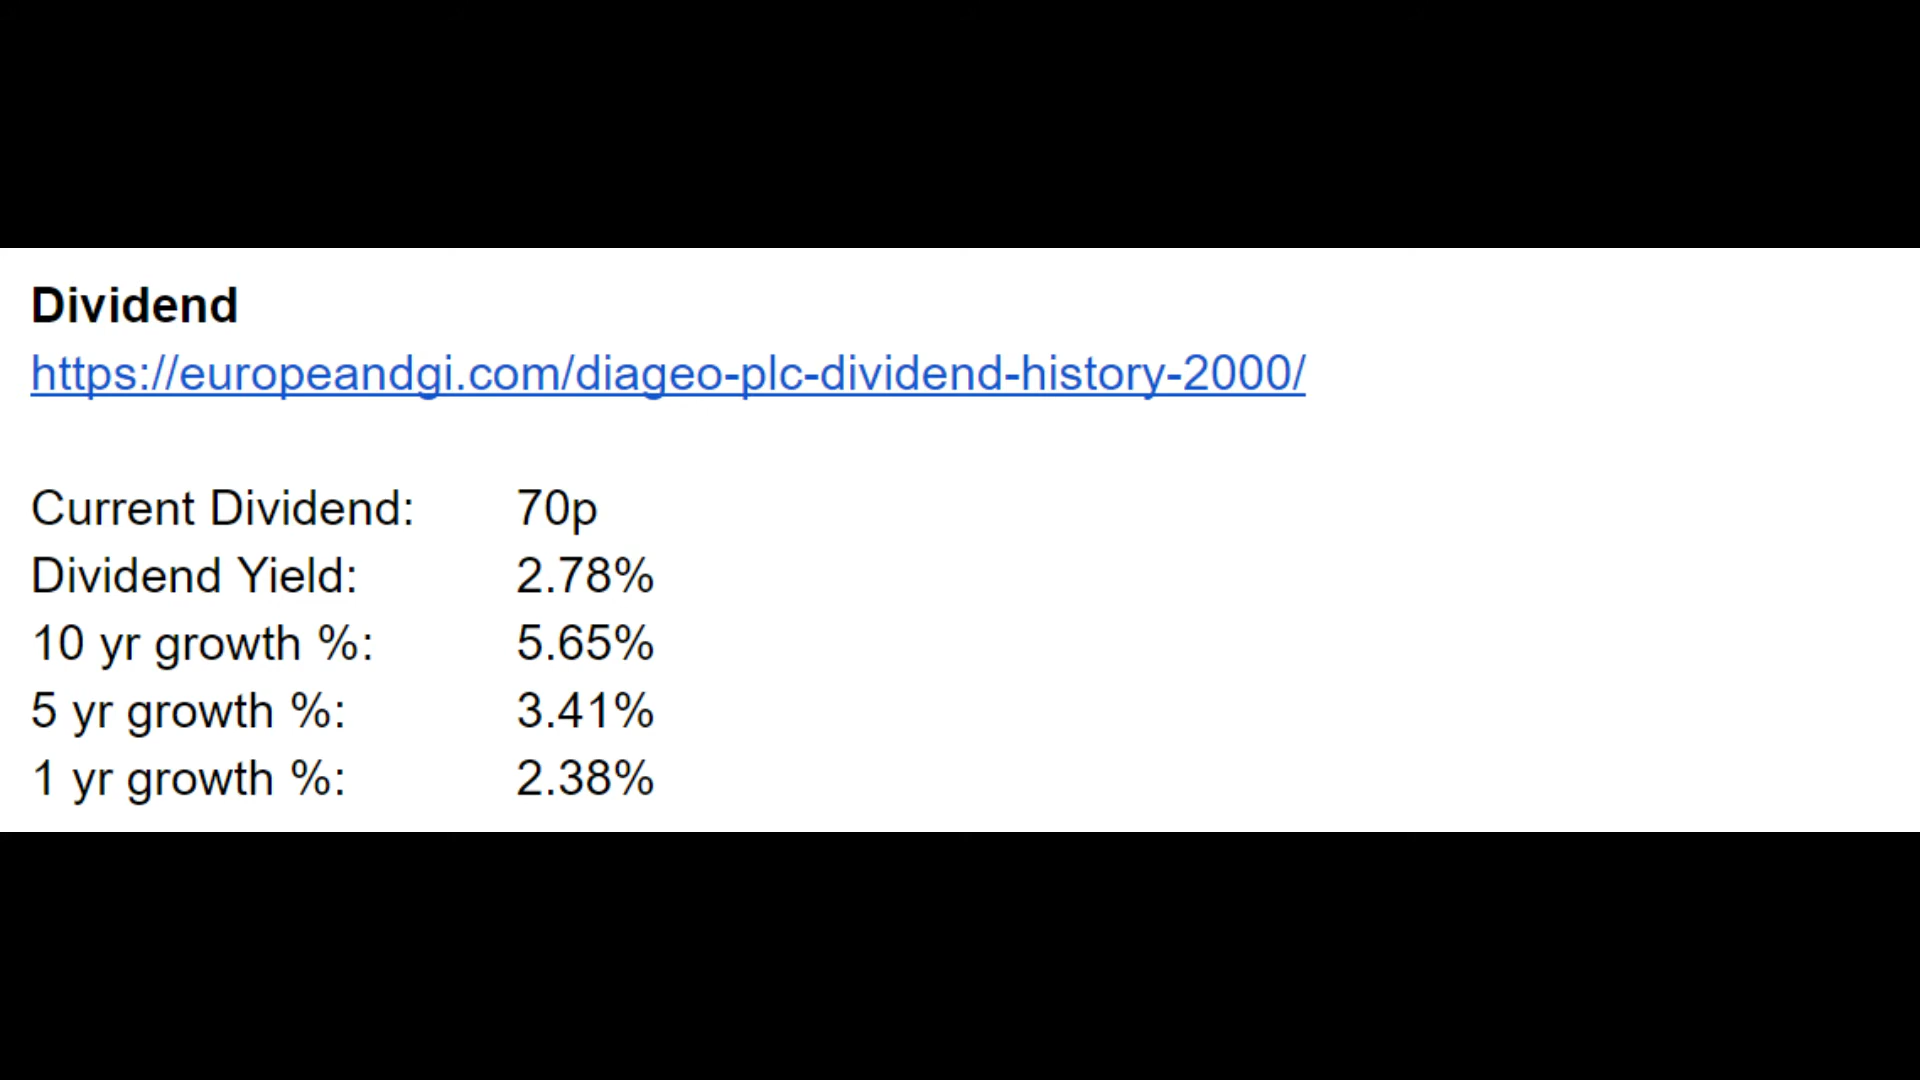 Dividend
https://europeandgi.com/diageo-plc-dividend-history-2000/
Current Dividend: 70p
Dividend Yield: 2.78%
10 yr growth %: 5.65%
5 yr growth %: 3.41%
1 yr growth %: 2.38%